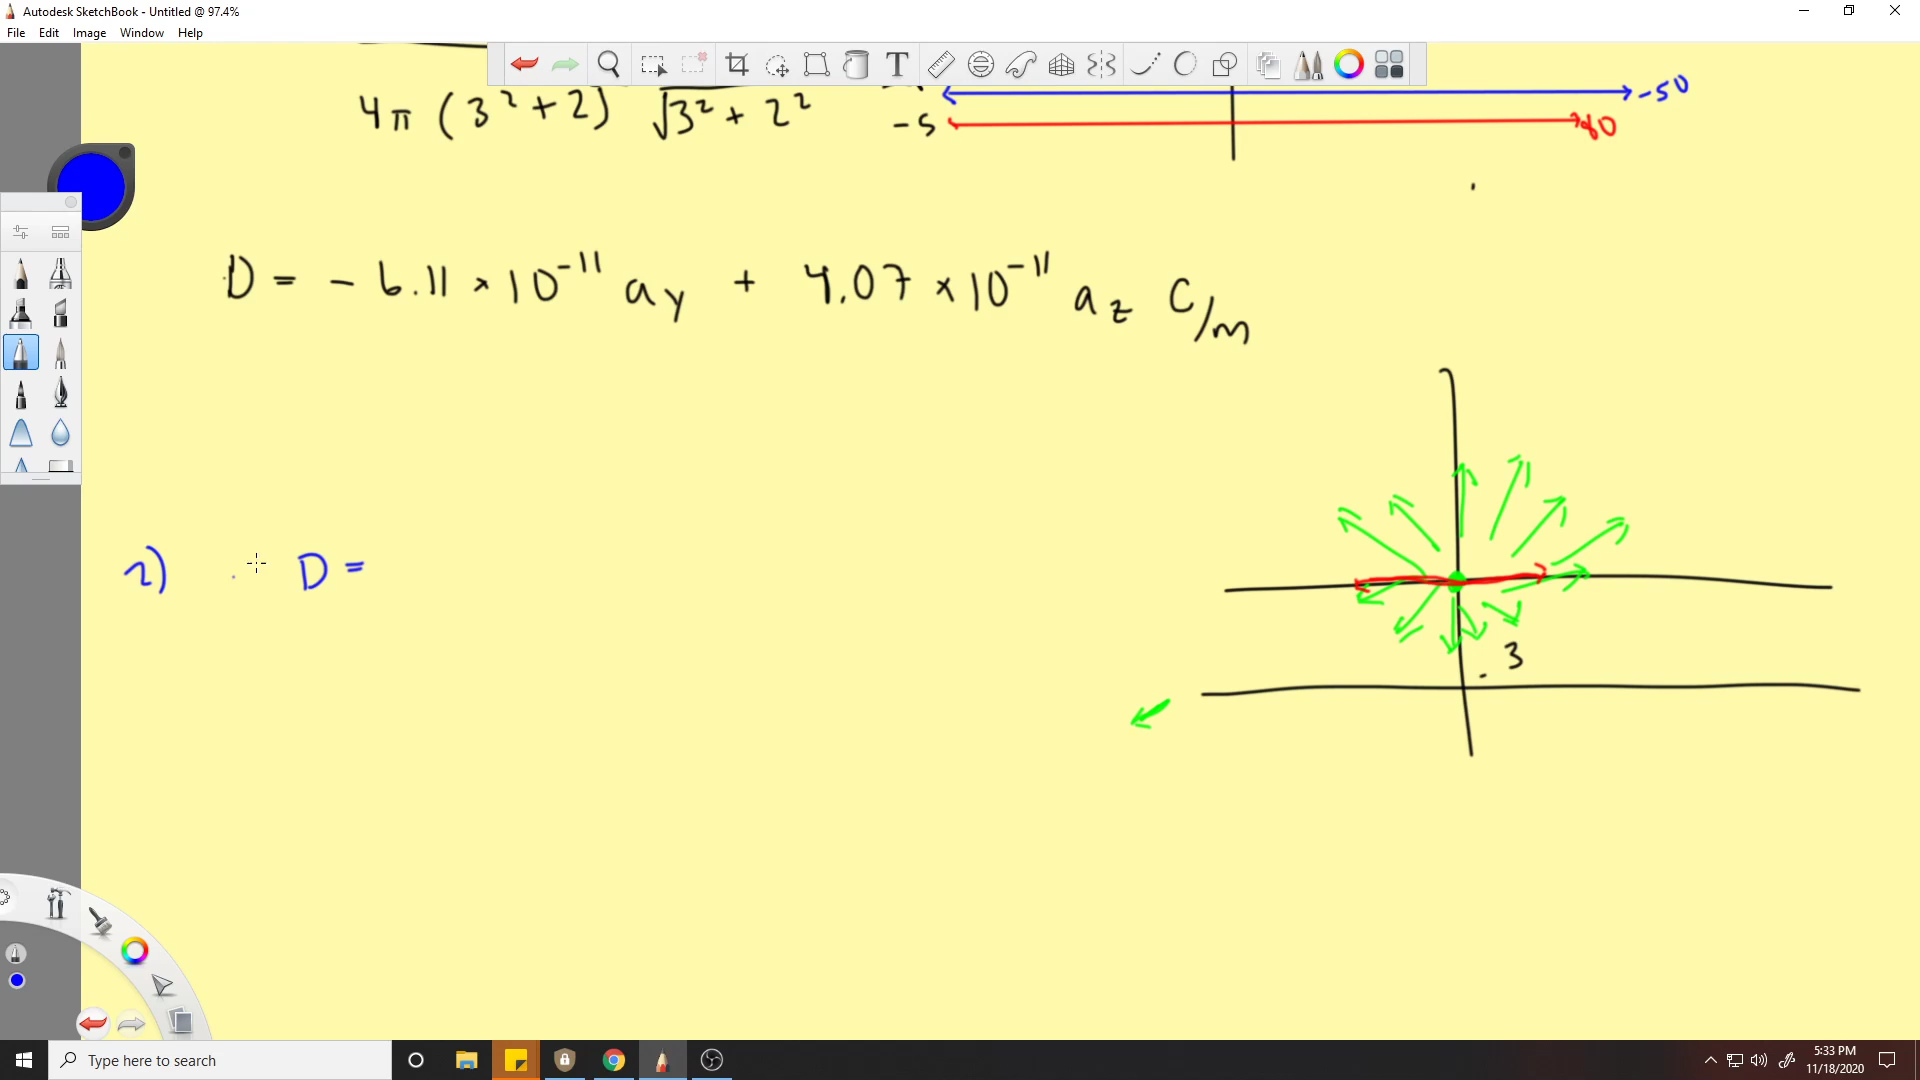 Autodesk SketchBook - Untitled @ 97.4%
File Edit Image Window Help
T
-50
4π (3² + 2) √3² + 2² -5 80
D = - 6.11 × 10⁻¹¹ ay + 4.07 × 10⁻¹¹ az C/m
2) D =
3
Type here to search
5:33 PM
11/18/2020